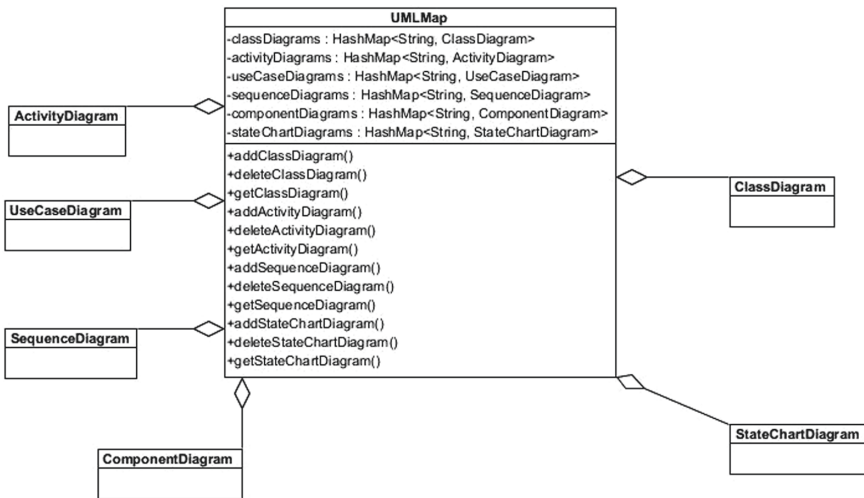 UMLMap
-classDiagrams : HashMap<String, ClassDiagram>
-activityDiagrams : HashMap<String, ActivityDiagram>
-useCaseDiagrams : HashMap<String, UseCaseDiagram>
-sequenceDiagrams : HashMap<String, SequenceDiagram>
-componentDiagrams : HashMap<String, ComponentDiagram>
-stateChartDiagrams : HashMap<String, StateChartDiagram>
+addClassDiagram()
+deleteClassDiagram()
+getClassDiagram()
+addActivityDiagram()
+deleteActivityDiagram()
+getActivityDiagram()
+addSequenceDiagram()
+deleteSequenceDiagram()
+getSequenceDiagram()
+addStateChartDiagram()
+deleteStateChartDiagram()
+getStateChartDiagram()
ActivityDiagram
UseCaseDiagram
SequenceDiagram
ComponentDiagram
ClassDiagram
StateChartDiagram